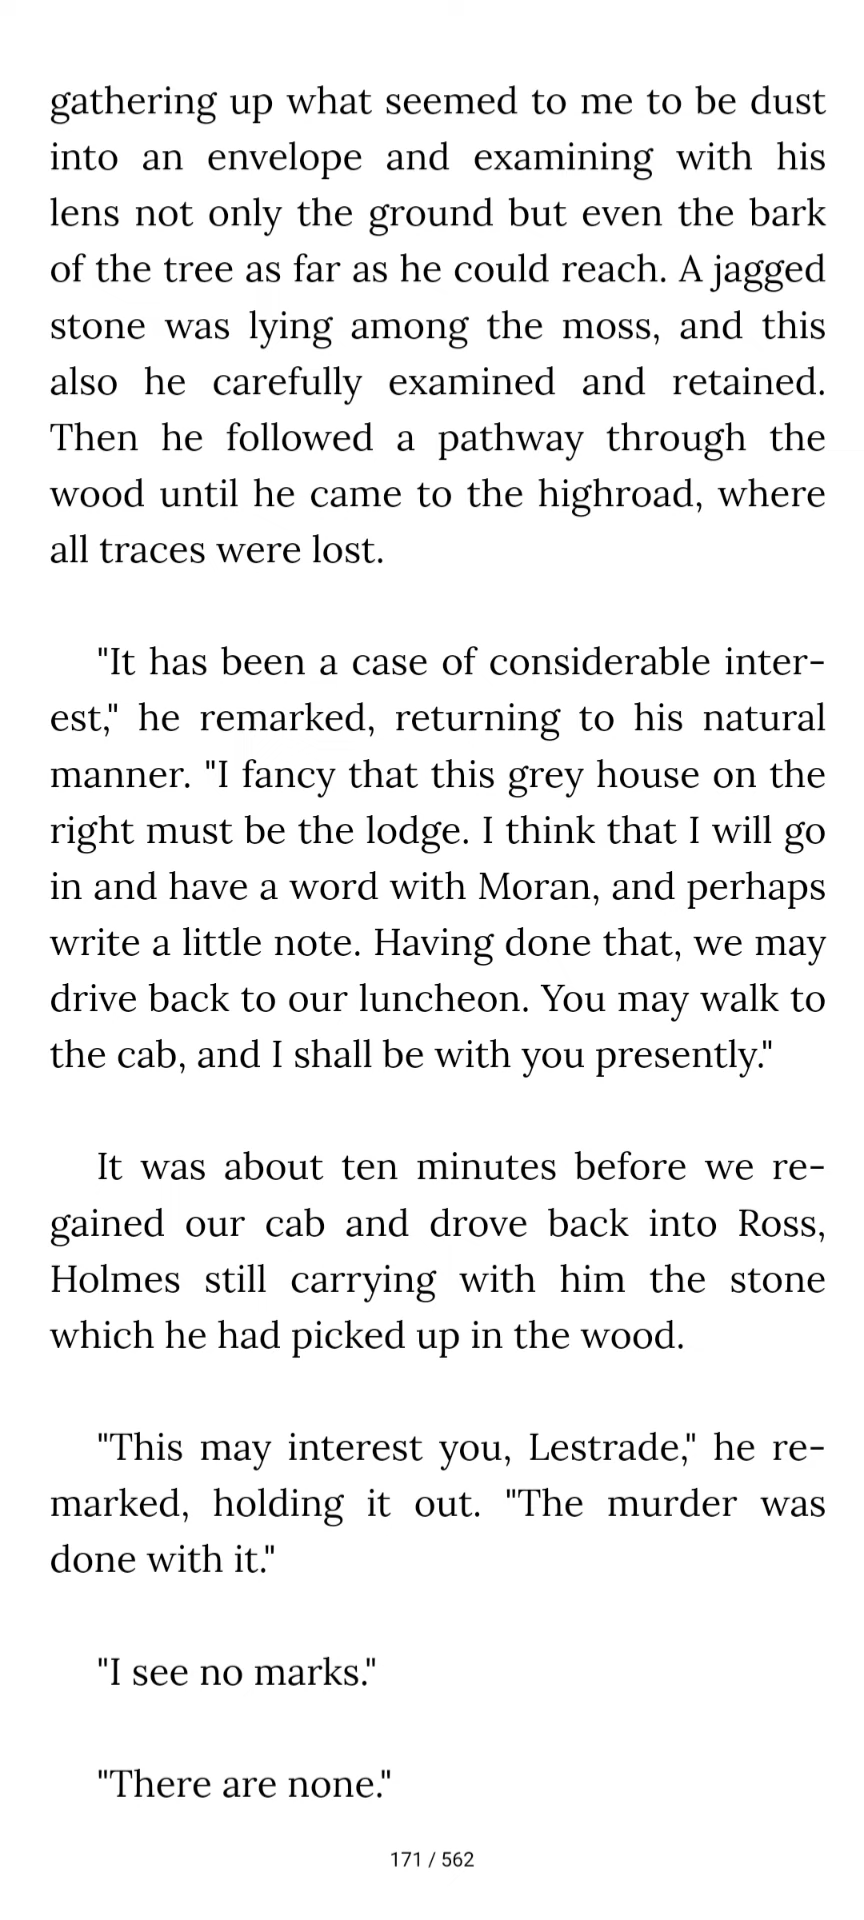 gathering up what seemed to me to be dust
into an envelope and examining with his
lens not only the ground but even the bark
of the tree as far as he could reach. A jagged
stone was lying among the moss, and this
also he carefully examined and retained.
Then he followed a pathway through the
wood until he came to the highroad, where
all traces were lost.
"It has been a case of considerable inter-
est," he remarked, returning to his natural
manner. "I fancy that this grey house on the
right must be the lodge. I think that I will go
in and have a word with Moran, and perhaps
write a little note. Having done that, we may
drive back to our luncheon. You may walk to
the cab, and I shall be with you presently."
It was about ten minutes before we re-
gained our cab and drove back into Ross,
Holmes still carrying with him the stone
which he had picked up in the wood.
"This may interest you, Lestrade," he re-
marked, holding it out. "The murder was
done with it."
"I see no marks."
"There are none."
171 / 562